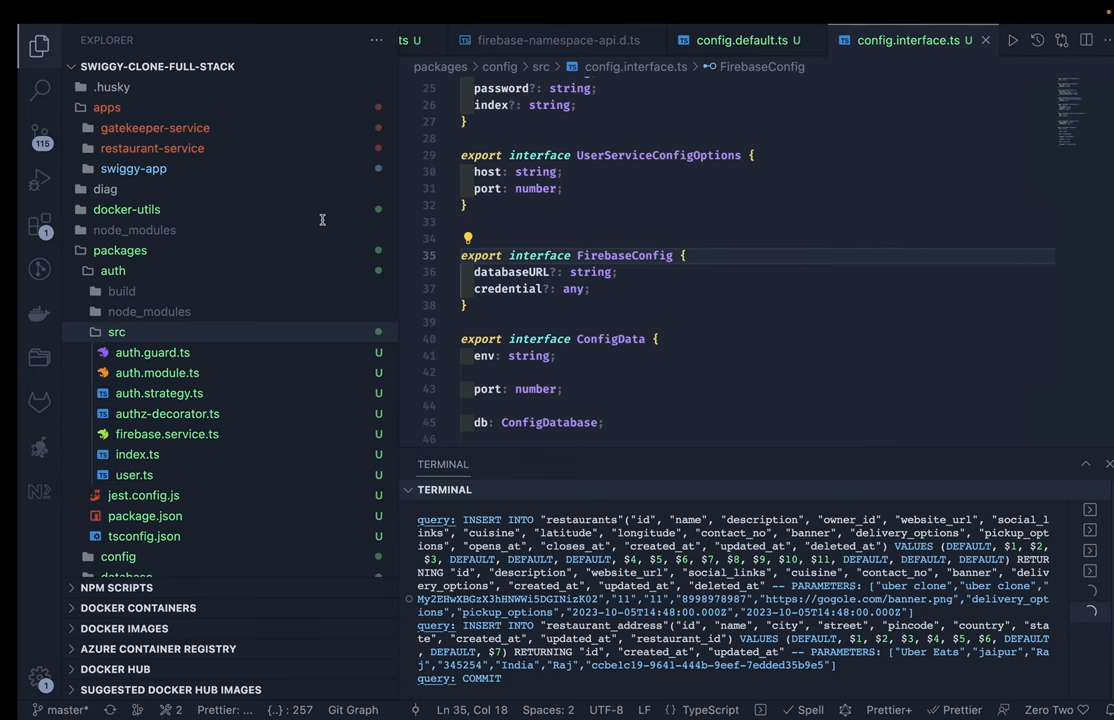 EXPLORER
SWIGGY-CLONE-FULL-STACK
.husky
apps
gatekeeper-service
restaurant-service
swiggy-app
diag
docker-utils
node_modules
packages
auth
build
node_modules
src
auth.guard.ts U
auth.module.ts U
auth.strategy.ts U
authz-decorator.ts U
firebase.service.ts U
index.ts U
user.ts U
jest.config.js U
package.json U
tsconfig.json U
config
database
NPM SCRIPTS
DOCKER CONTAINERS
DOCKER IMAGES
AZURE CONTAINER REGISTRY
DOCKER HUB
SUGGESTED DOCKER HUB IMAGES
115
1
1
ts U
firebase-namespace-api.d.ts
config.default.ts U
config.interface.ts U
packages > config > src > config.interface.ts > FirebaseConfig
25 password?: string;
26 index?: string;
27 }
28
29 export interface UserServiceConfigOptions {
30 host: string;
31 port: number;
32 }
33
34
35 export interface FirebaseConfig {
36 databaseURL?: string;
37 credential?: any;
38 }
39
40 export interface ConfigData {
41 env: string;
42
43 port: number;
44
45 db: ConfigDatabase;
46
TERMINAL
TERMINAL
query: INSERT INTO "restaurants"("id", "name", "description", "owner_id", "website_url", "social_l
inks", "cuisine", "latitude", "longitude", "contact_no", "banner", "delivery_options", "pickup_opt
ions", "opens_at", "closes_at", "created_at", "updated_at", "deleted_at") VALUES (DEFAULT, $1, $2,
$3, DEFAULT, DEFAULT, DEFAULT, $4, $5, $6, $7, $8, $9, $10, $11, DEFAULT, DEFAULT, DEFAULT) RETUR
NING "id", "description", "website_url", "social_links", "cuisine", "contact_no", "banner", "deli
very_options", "created_at", "updated_at", "deleted_at" -- PARAMETERS: ["uber clone","uber clone","
My2EHwXBGzX3hHNWWi5DGINizK02","11","11","8998978987","https://gogole.com/banner.png","delivery_opt
ions","pickup_options","2023-10-05T14:48:00.000Z","2023-10-05T14:48:00.000Z"]
query: INSERT INTO "restaurant_address"("id", "name", "city", "street", "pincode", "country", "sta
te", "created_at", "updated_at", "restaurant_id") VALUES (DEFAULT, $1, $2, $3, $4, $5, $6, DEFAULT
, DEFAULT, $7) RETURNING "id", "created_at", "updated_at" -- PARAMETERS: ["Uber Eats","jaipur","Ra
j","345254","India","Raj","ccbe1c19-9641-444b-9eef-7edded35b9e5"]
query: COMMIT
master* 2 Prettier: ... {..} : 257 Git Graph Ln 35, Col 18 Spaces: 2 UTF-8 LF {} TypeScript Spell Prettier+ Prettier Zero Two